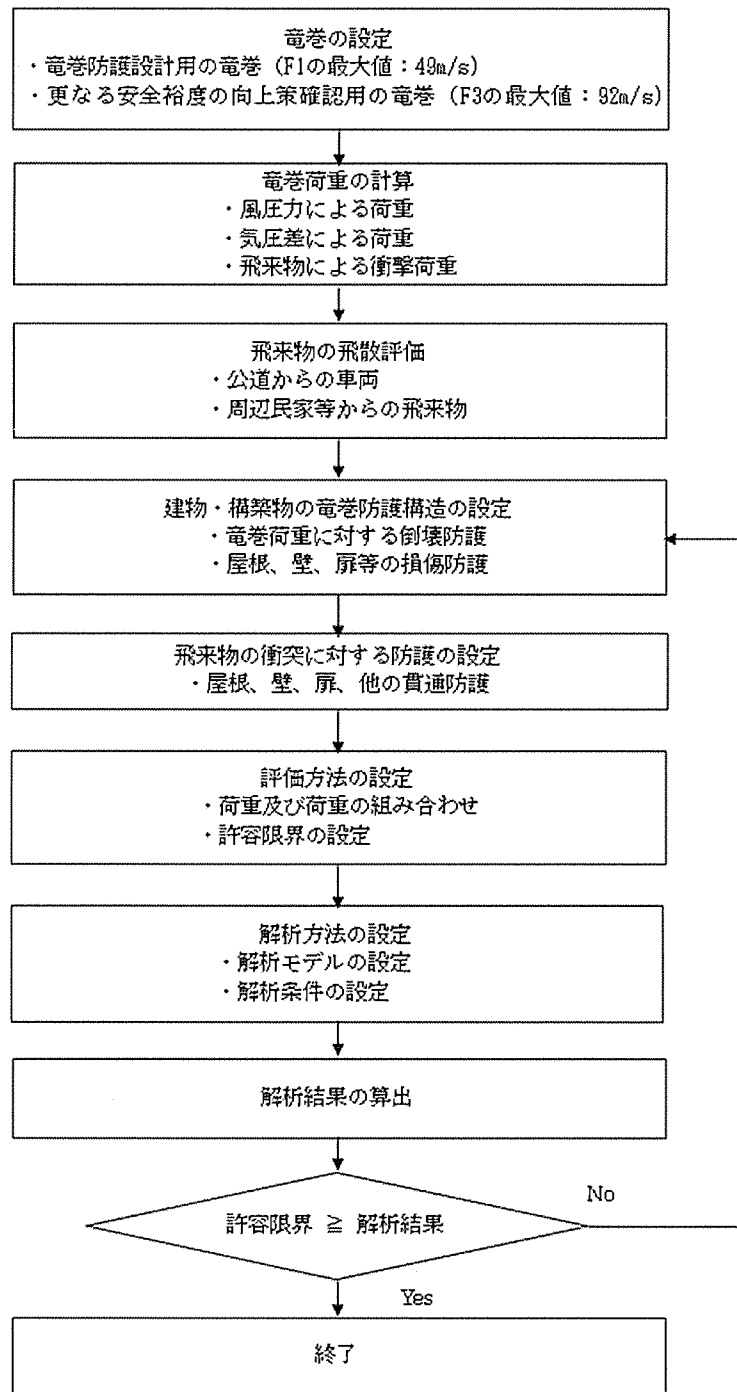 竜巻の設定
・竜巻防護設計用の竜巻 (F1の最大値：49m/s)
・更なる安全裕度の向上策確認用の竜巻 (F3の最大値：92m/s)
竜巻荷重の計算
・風圧力による荷重
・気圧差による荷重
・飛来物による衝撃荷重
飛来物の飛散評価
・公道からの車両
・周辺民家等からの飛来物
建物・構築物の竜巻防護構造の設定
・竜巻荷重に対する倒壊防護
・屋根、壁、扉等の損傷防護
飛来物の衝突に対する防護の設定
・屋根、壁、扉、他の貫通防護
評価方法の設定
・荷重及び荷重の組み合わせ
・許容限界の設定
解析方法の設定
・解析モデルの設定
・解析条件の設定
解析結果の算出
許容限界 ≧ 解析結果
No
Yes
終了